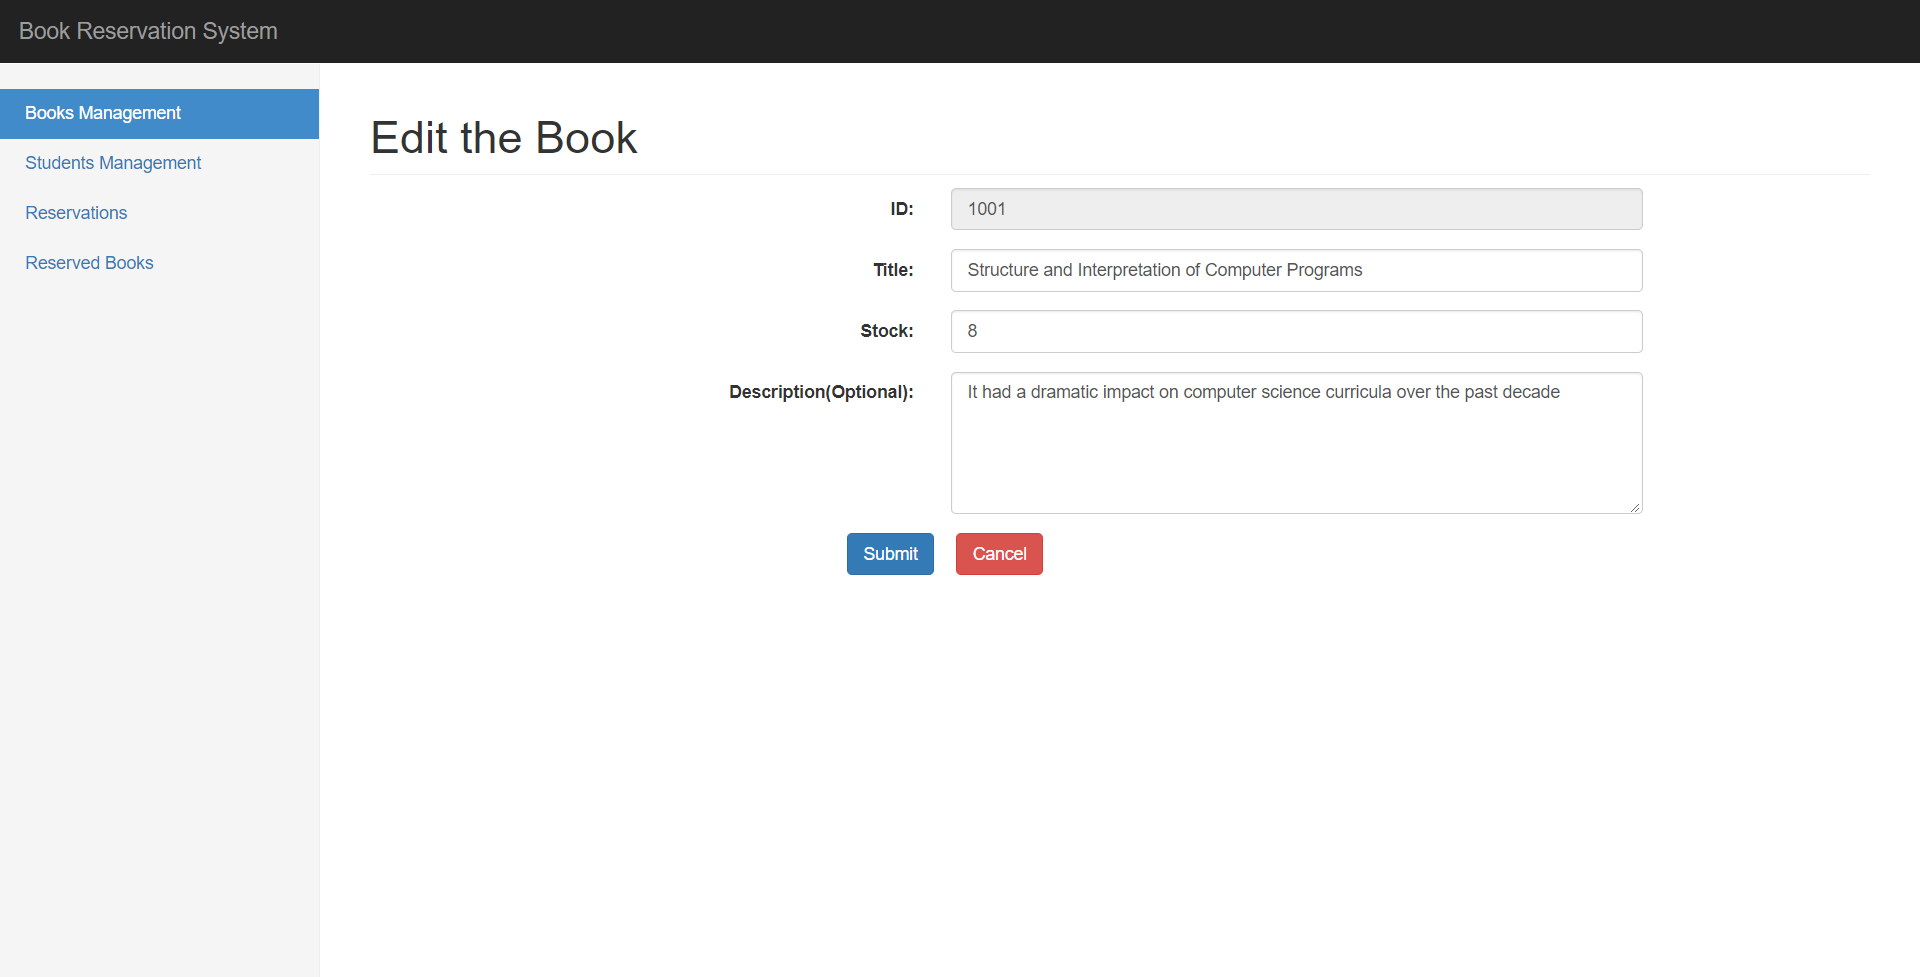 Book Reservation System
Books Management
Students Management
Reservations
Reserved Books
Edit the Book
ID: 1001
Title: Structure and Interpretation of Computer Programs
Stock: 8
Description(Optional): It had a dramatic impact on computer science curricula over the past decade
Submit Cancel